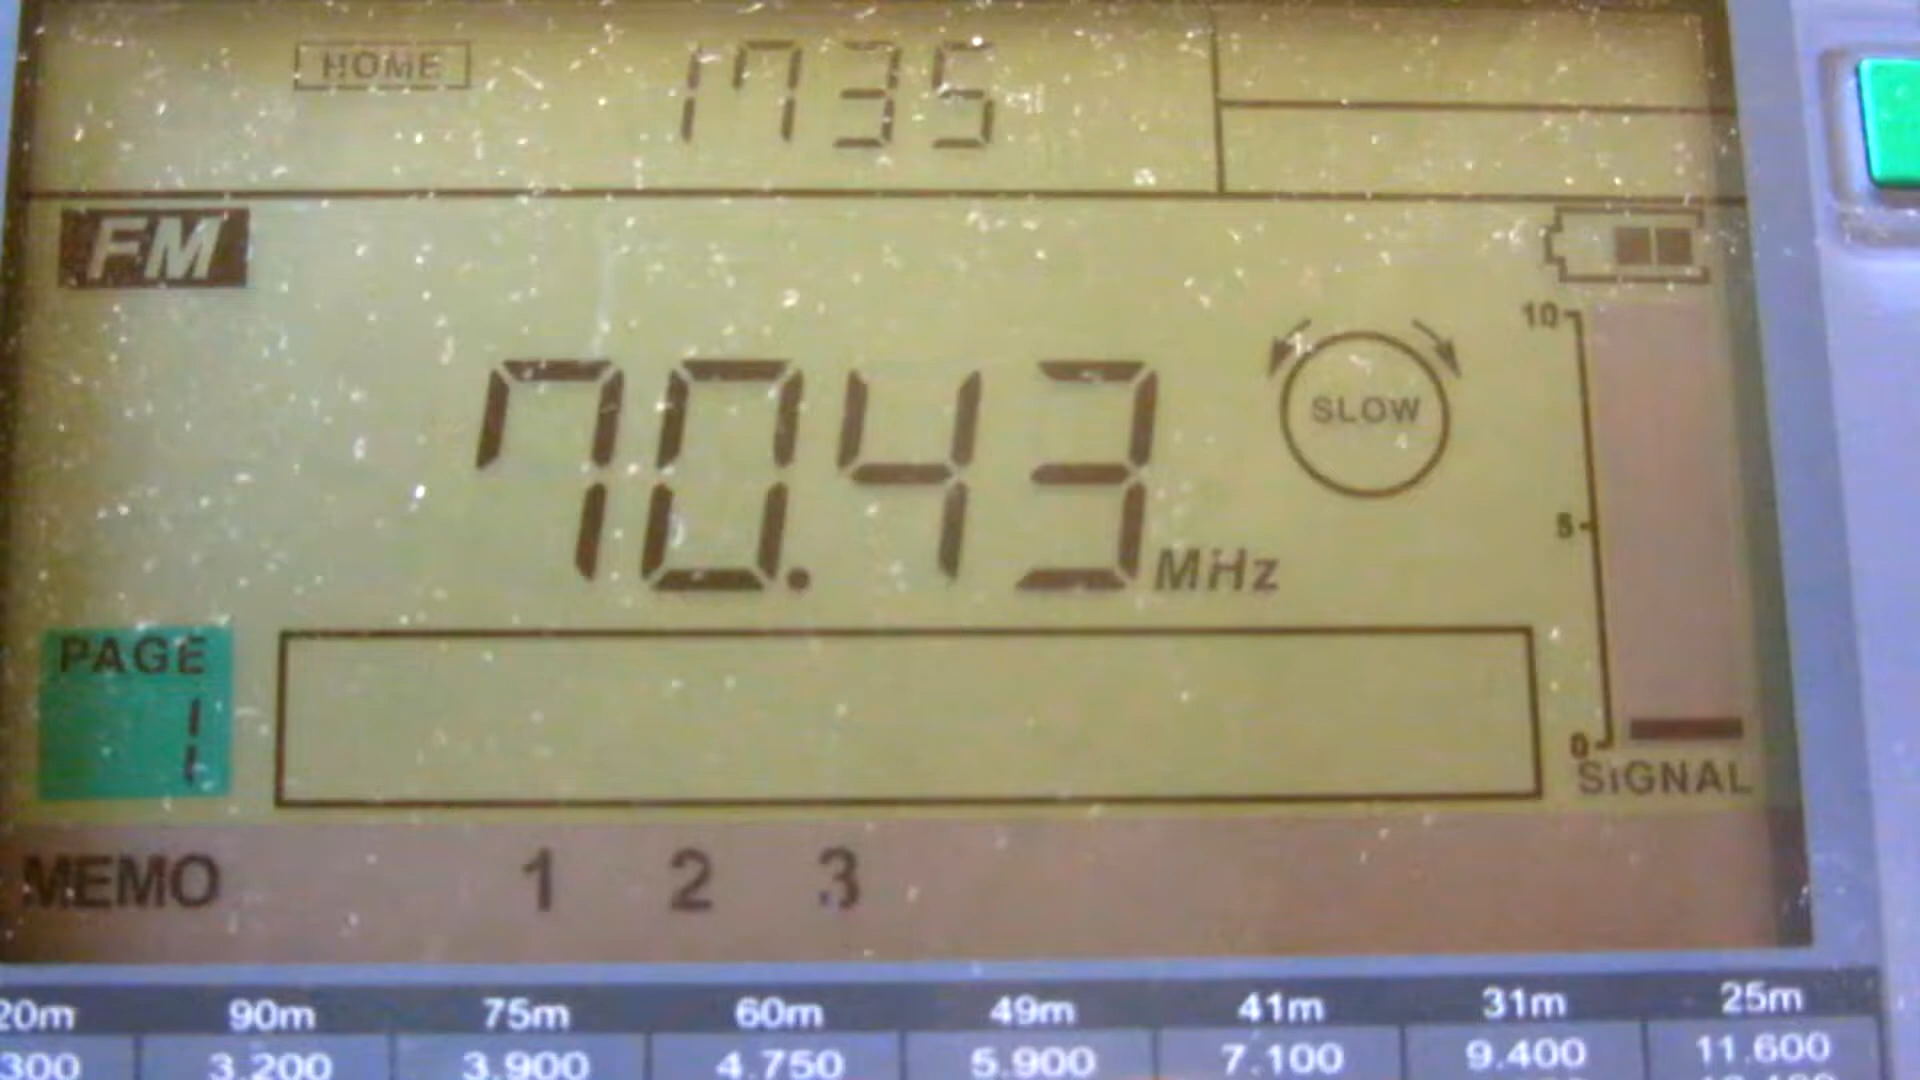 HOME 1735
FM
10
70.43 MHz SLOW
5
PAGE
1
0
SIGNAL
MEMO 1 2 3
20m 90m 75m 60m 49m 41m 31m 25m
300 3.200 3.900 4.750 5.900 7.100 9.400 11.600